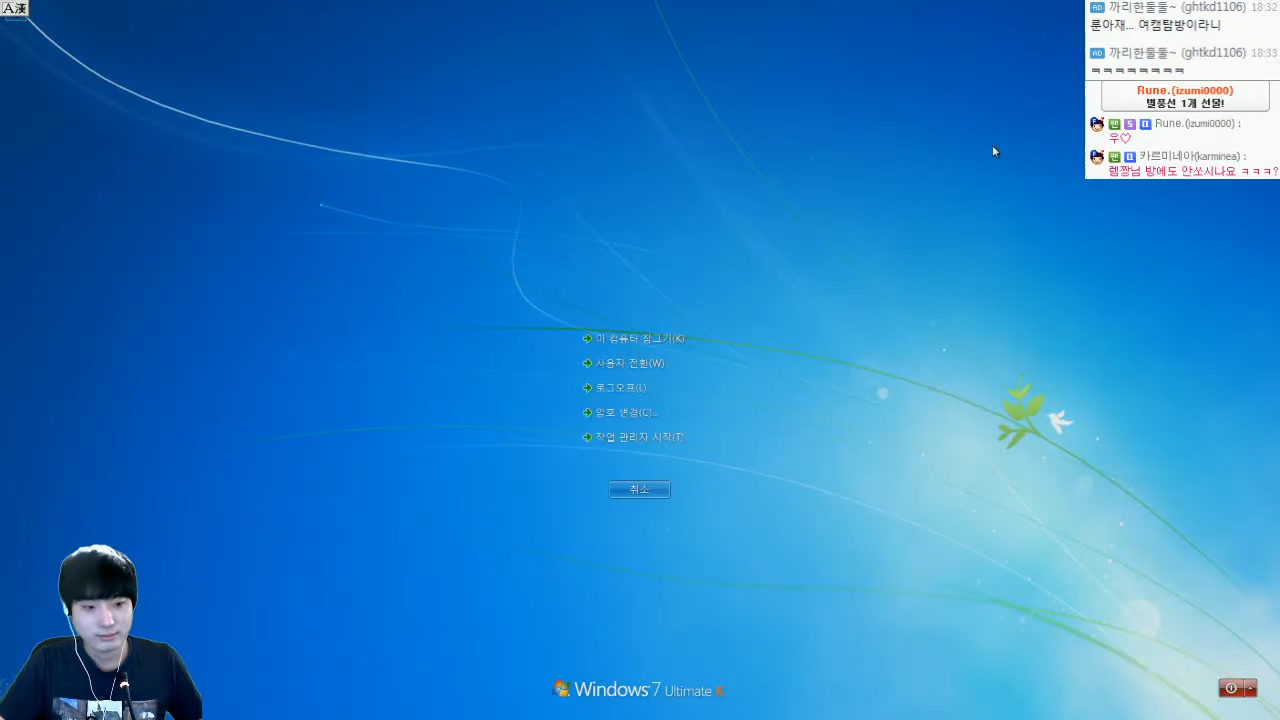 A漢
까리한둘둘~ (ghtkd1106) 18:32
룬아재... 여캠탐방이라니
까리한둘둘~ (ghtkd1106) 18:33
ㅋㅋㅋㅋㅋㅋㅋㅋ
Rune.(izumi0000)
별풍선 1개 선물!
팬 S Rune.(izumi0000) :
우♡
팬 카르미네아(karminea) :
렘짱님 방에도 안쏘시나요 ㅋㅋㅋ?
이 컴퓨터 잠그기(K)
사용자 전환(W)
로그오프(L)
암호 변경(C)...
작업 관리자 시작(T)
취소
Windows 7 Ultimate K